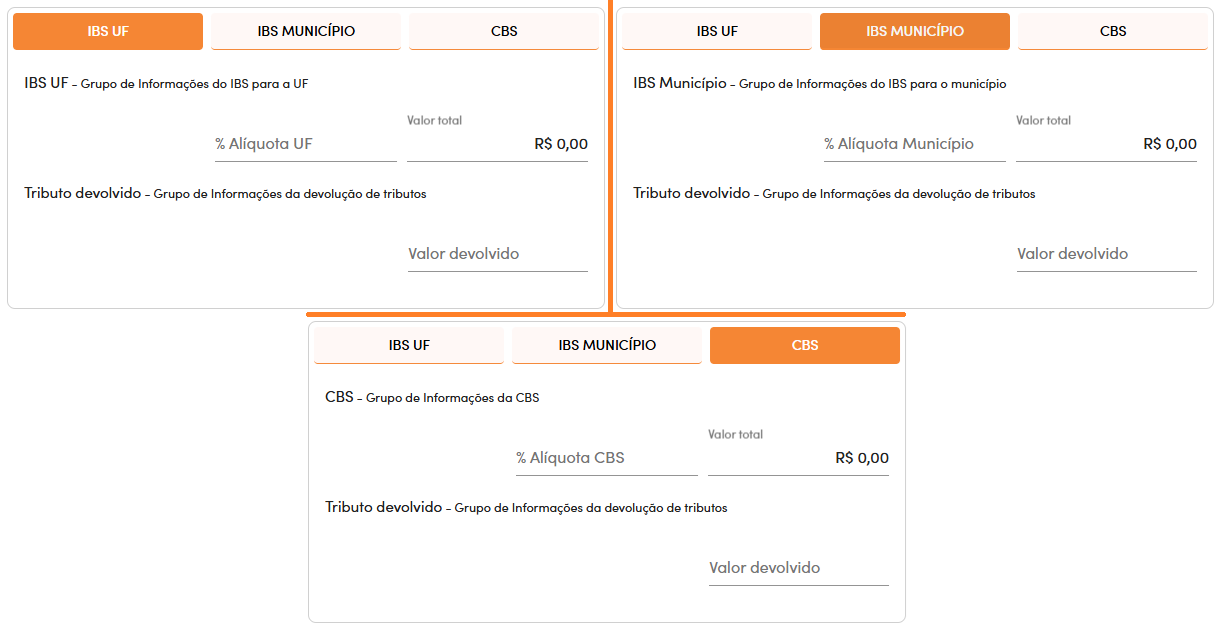 IBS UF
IBS MUNICÍPIO
CBS
IBS UF - Grupo de Informações do IBS para a UF
Valor total
% Alíquota UF
R$ 0,00
Tributo devolvido - Grupo de Informações da devolução de tributos
Valor devolvido
IBS UF
IBS MUNICÍPIO
CBS
IBS Município - Grupo de Informações do IBS para o município
Valor total
% Alíquota Município
R$ 0,00
Tributo devolvido - Grupo de Informações da devolução de tributos
Valor devolvido
IBS UF
IBS MUNICÍPIO
CBS
CBS - Grupo de Informações da CBS
Valor total
% Alíquota CBS
R$ 0,00
Tributo devolvido - Grupo de Informações da devolução de tributos
Valor devolvido